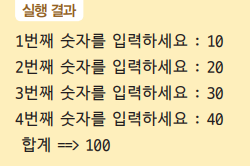 실행 결과
1번째 숫자를 입력하세요 : 10
2번째 숫자를 입력하세요 : 20
3번째 숫자를 입력하세요 : 30
4번째 숫자를 입력하세요 : 40
합계 ==> 100